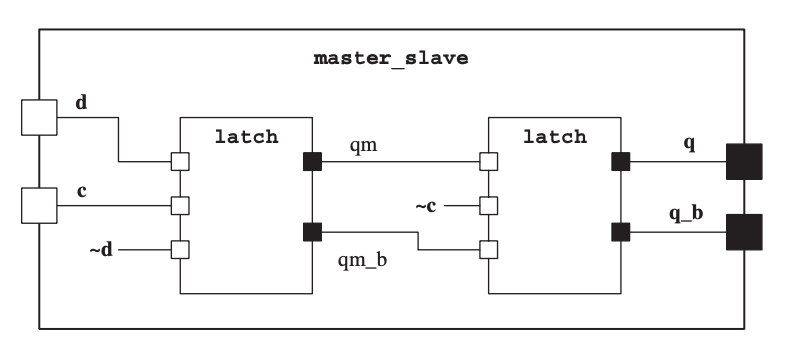 master_slave
d
latch
latch
qm
q
c
~c
q_b
~d
qm_b